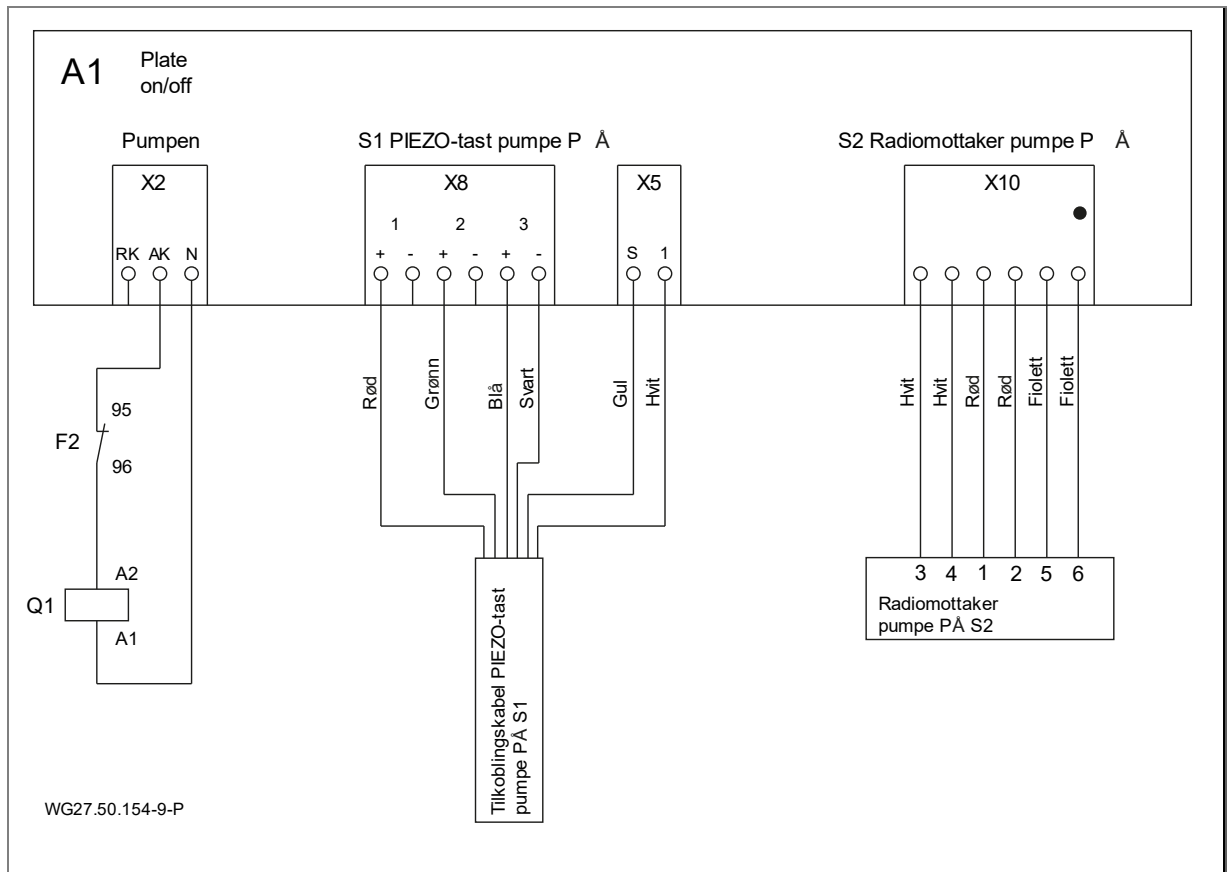 A1
Plate
on/off
Pumpen
S1 PIEZO-tast pumpe P Å
S2 Radiomottaker pumpe P Å
X2
X8
X5
X10
1 2 3
RK AK N
+ - + - + -
S 1
Rød
Grønn
Blå
Svart
Gul
Hvit
Hvit
Hvit
Rød
Rød
Fiolett
Fiolett
95
F2
96
A2
Q1
A1
Tilkoblingskabel PIEZO-tast
pumpe PÅ S1
3 4 1 2 5 6
Radiomottaker
pumpe PÅ S2
WG27.50.154-9-P